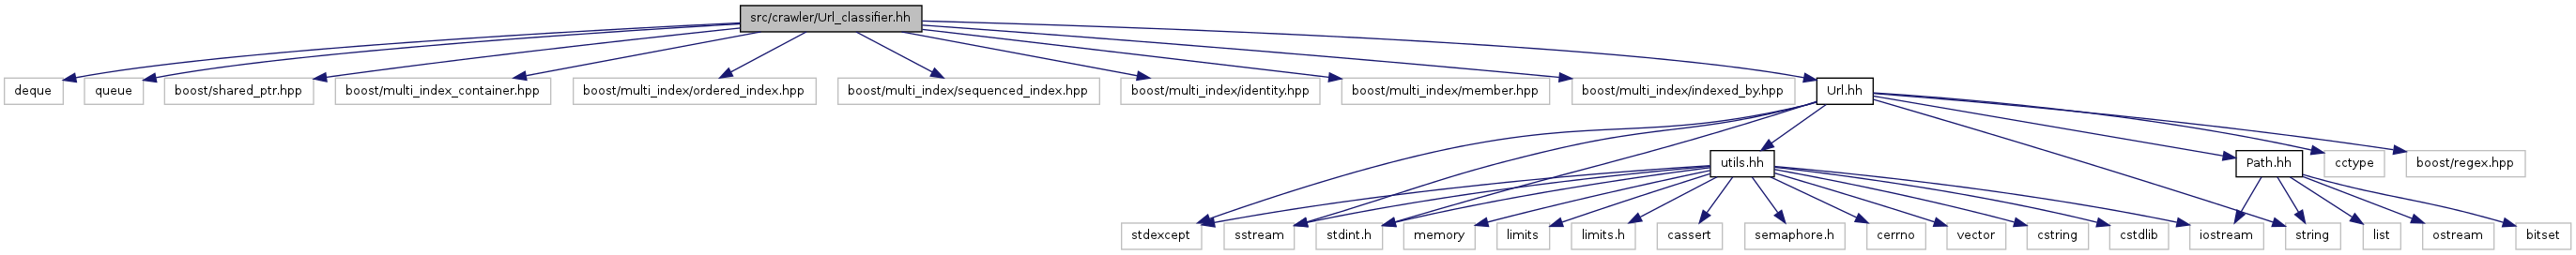 src/crawler/Url_classifier.hh
deque
queue
boost/shared_ptr.hpp
boost/multi_index_container.hpp
boost/multi_index/ordered_index.hpp
boost/multi_index/sequenced_index.hpp
boost/multi_index/identity.hpp
boost/multi_index/member.hpp
boost/multi_index/indexed_by.hpp
Url.hh
utils.hh
Path.hh
cctype
boost/regex.hpp
stdexcept
sstream
stdint.h
memory
limits
limits.h
cassert
semaphore.h
cerrno
vector
cstring
cstdlib
iostream
string
list
ostream
bitset